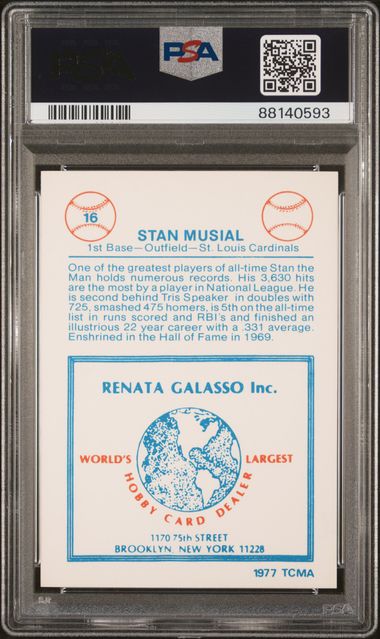 PSA
PSA
88140593
16
STAN MUSIAL
1st Base—Outfield—St. Louis Cardinals
One of the greatest players of all-time Stan the
Man holds numerous records. His 3,630 hits
are the most by a player in National League. He
is second behind Tris Speaker in doubles with
725, smashed 475 homers, is 5th on the all-time
list in runs scored and RBI's and finished an
illustrious 22 year career with a .331 average.
Enshrined in the Hall of Fame in 1969.
RENATA GALASSO Inc.
WORLD'S LARGEST
HOBBY CARD DEALER
1170 75th STREET
BROOKLYN, NEW YORK 11228
1977 TCMA